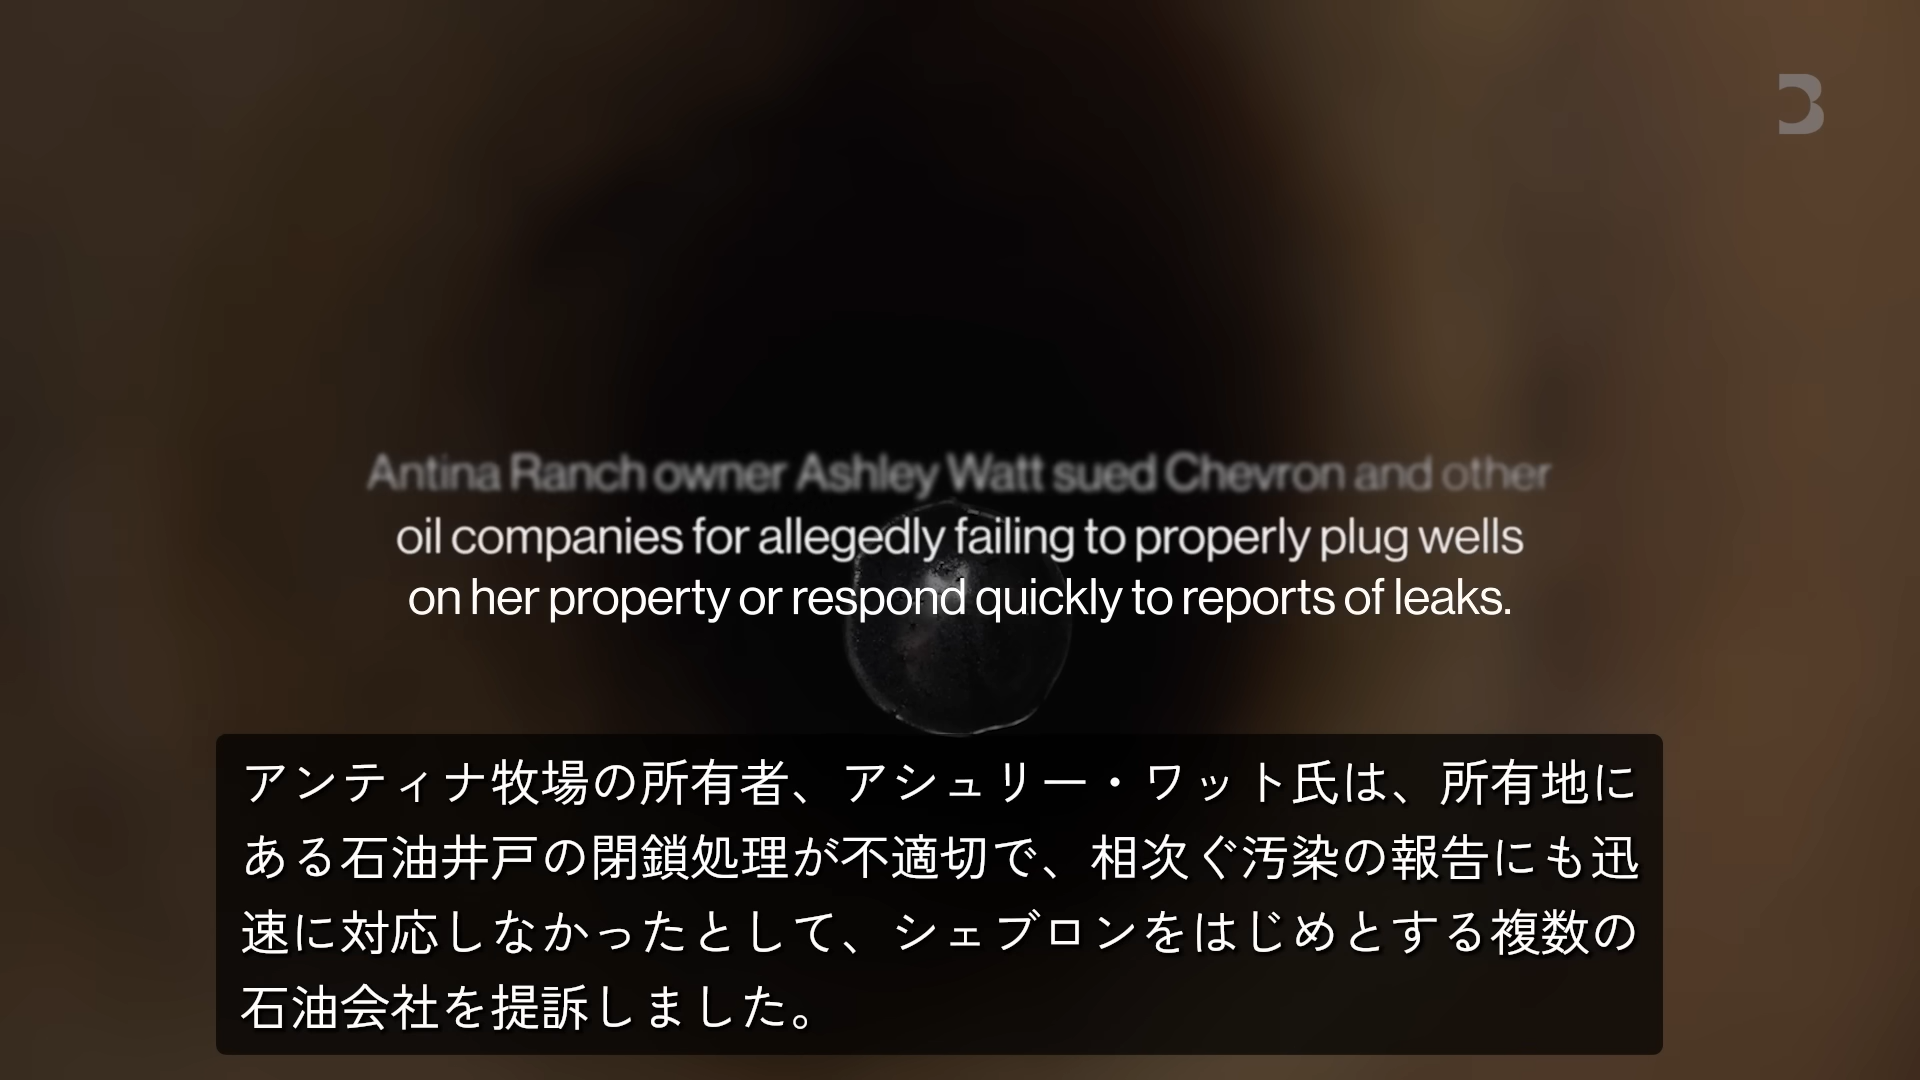 Antina Ranch owner Ashley Watt sued Chevron and other
oil companies for allegedly failing to properly plug wells
on her property or respond quickly to reports of leaks.
アンティナ牧場の所有者、アシュリー・ワット氏は、所有地に
ある石油井戸の閉鎖処理が不適切で、相次ぐ汚染の報告にも迅
速に対応しなかったとして、シェブロンをはじめとする複数の
石油会社を提訴しました。